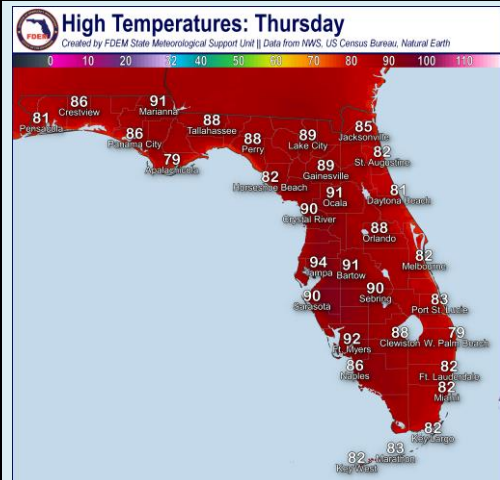 FDEM
High Temperatures: Thursday
Created by FDEM State Meteorological Support Unit || Data from NWS, US Census Bureau, Natural Earth
0 10 20 32 40 50 60 70 80 90 100 110
86
Crestview
91
Marianna
81
Pensacola
86
Panama City
88
Tallahassee
79
Apalachicola
88
Perry
89
Lake City
85
Jacksonville
82
St. Augustine
89
Gainesville
82
Horseshoe Beach
91
Ocala
81
Daytona Beach
90
Crystal River
88
Orlando
82
Melbourne
94
Tampa
91
Bartow
90
Sebring
90
Sarasota
83
Port St. Lucie
92
Ft. Myers
88
Clewiston
79
W. Palm Beach
86
Naples
82
Ft. Lauderdale
82
Miami
82
Key Largo
83
Marathon
82
Key West